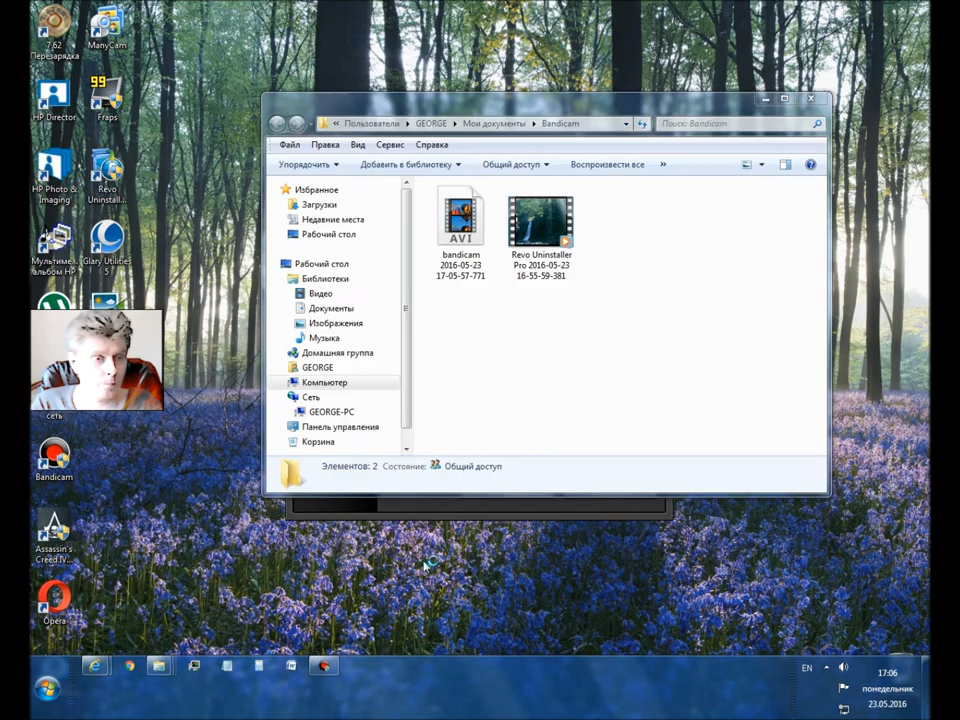 7.62
Перезарядка
ManyCam
HP Director
99
Fraps
HP Photo &
Imaging
Revo
Uninstall...
Мультиме...
альбом HP
Glary Utilities
5
сеть
Bandicam
Assassin's
Creed IV...
Opera
« Пользователи ▸ GEORGE ▸ Мои документы ▸ Bandicam
Поиск: Bandicam
Файл Правка Вид Сервис Справка
Упорядочить Добавить в библиотеку Общий доступ Воспроизвести все »
Избранное
Загрузки
Недавние места
Рабочий стол
Рабочий стол
Библиотеки
Видео
Документы
Изображения
Музыка
Домашняя группа
GEORGE
Компьютер
Сеть
GEORGE-PC
Панель управления
Корзина
AVI
bandicam
2016-05-23
17-05-57-771
Revo Uninstaller
Pro 2016-05-23
16-55-59-381
Элементов: 2 Состояние: Общий доступ
EN
17:06
понедельник
23.05.2016